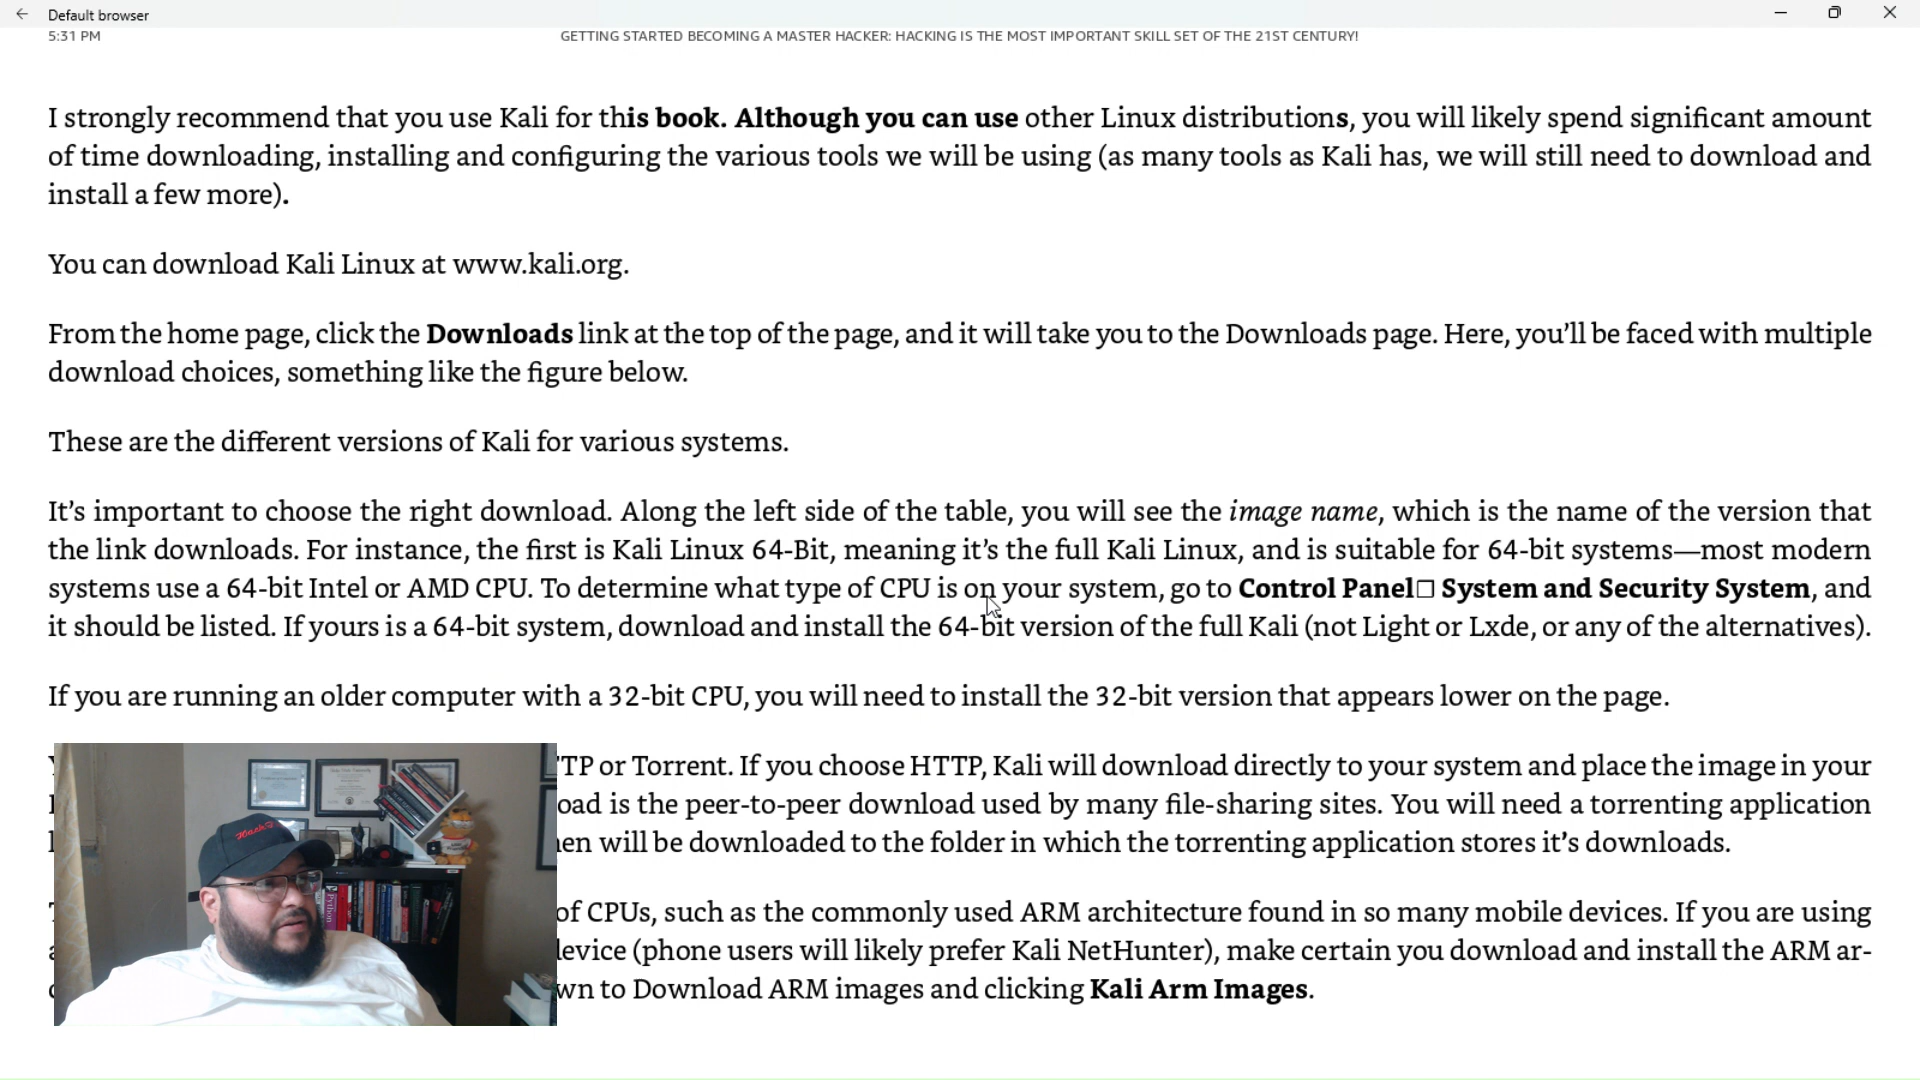 Default browser
5:31 PM
GETTING STARTED BECOMING A MASTER HACKER: HACKING IS THE MOST IMPORTANT SKILL SET OF THE 21ST CENTURY!
I strongly recommend that you use Kali for this book. Although you can use other Linux distributions, you will likely spend significant amount
of time downloading, installing and configuring the various tools we will be using (as many tools as Kali has, we will still need to download and
install a few more).
You can download Kali Linux at www.kali.org.
From the home page, click the Downloads link at the top of the page, and it will take you to the Downloads page. Here, you’ll be faced with multiple
download choices, something like the figure below.
These are the different versions of Kali for various systems.
It’s important to choose the right download. Along the left side of the table, you will see the image name, which is the name of the version that
the link downloads. For instance, the first is Kali Linux 64-Bit, meaning it’s the full Kali Linux, and is suitable for 64-bit systems—most modern
systems use a 64-bit Intel or AMD CPU. To determine what type of CPU is on your system, go to Control Panel□ System and Security System, and
it should be listed. If yours is a 64-bit system, download and install the 64-bit version of the full Kali (not Light or Lxde, or any of the alternatives).
If you are running an older computer with a 32-bit CPU, you will need to install the 32-bit version that appears lower on the page.
TP or Torrent. If you choose HTTP, Kali will download directly to your system and place the image in your
oad is the peer-to-peer download used by many file-sharing sites. You will need a torrenting application
en will be downloaded to the folder in which the torrenting application stores it’s downloads.
of CPUs, such as the commonly used ARM architecture found in so many mobile devices. If you are using
evice (phone users will likely prefer Kali NetHunter), make certain you download and install the ARM ar-
wn to Download ARM images and clicking Kali Arm Images.
Python